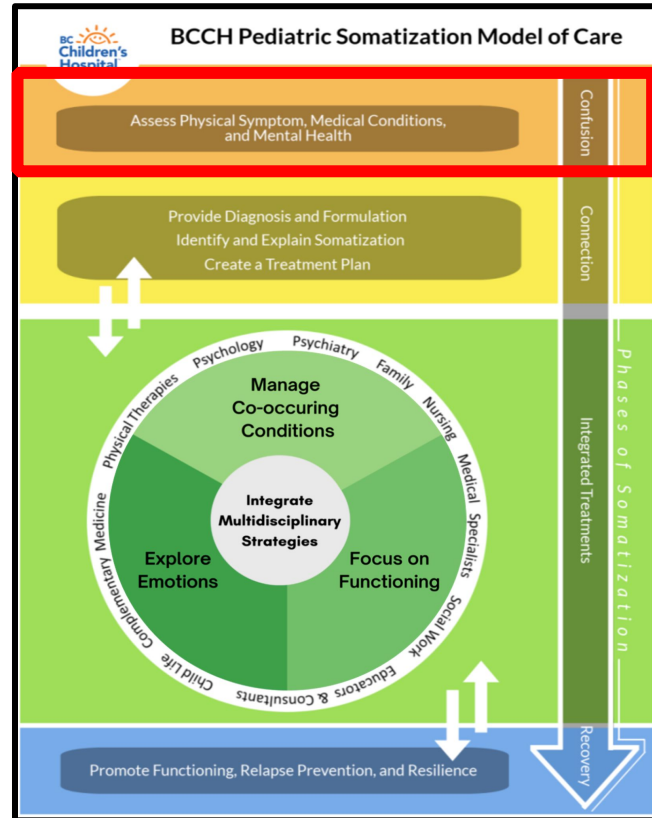 BC
Children's
Hospital
BCCH Pediatric Somatization Model of Care
Assess Physical Symptom, Medical Conditions,
and Mental Health
Confusion
Provide Diagnosis and Formulation
Identify and Explain Somatization
Create a Treatment Plan
Connection
Physical Therapies Psychology Psychiatry Family Nursing Medical Specialists Social Work Educators & Consultants Child Life Complementary Medicine
Manage
Co-occuring
Conditions
Integrate
Multidisciplinary
Strategies
Explore
Emotions
Focus on
Functioning
Integrated Treatments
Phases of Somatization
Promote Functioning, Relapse Prevention, and Resilience
Recovery